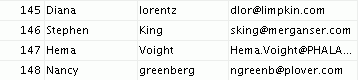 145 Diana lorentz dlor@limpkin.com
146 Stephen King sking@merganser.com
147 Hema Voight Hema.Voight@PHALA...
148 Nancy greenberg ngreenb@plover.com